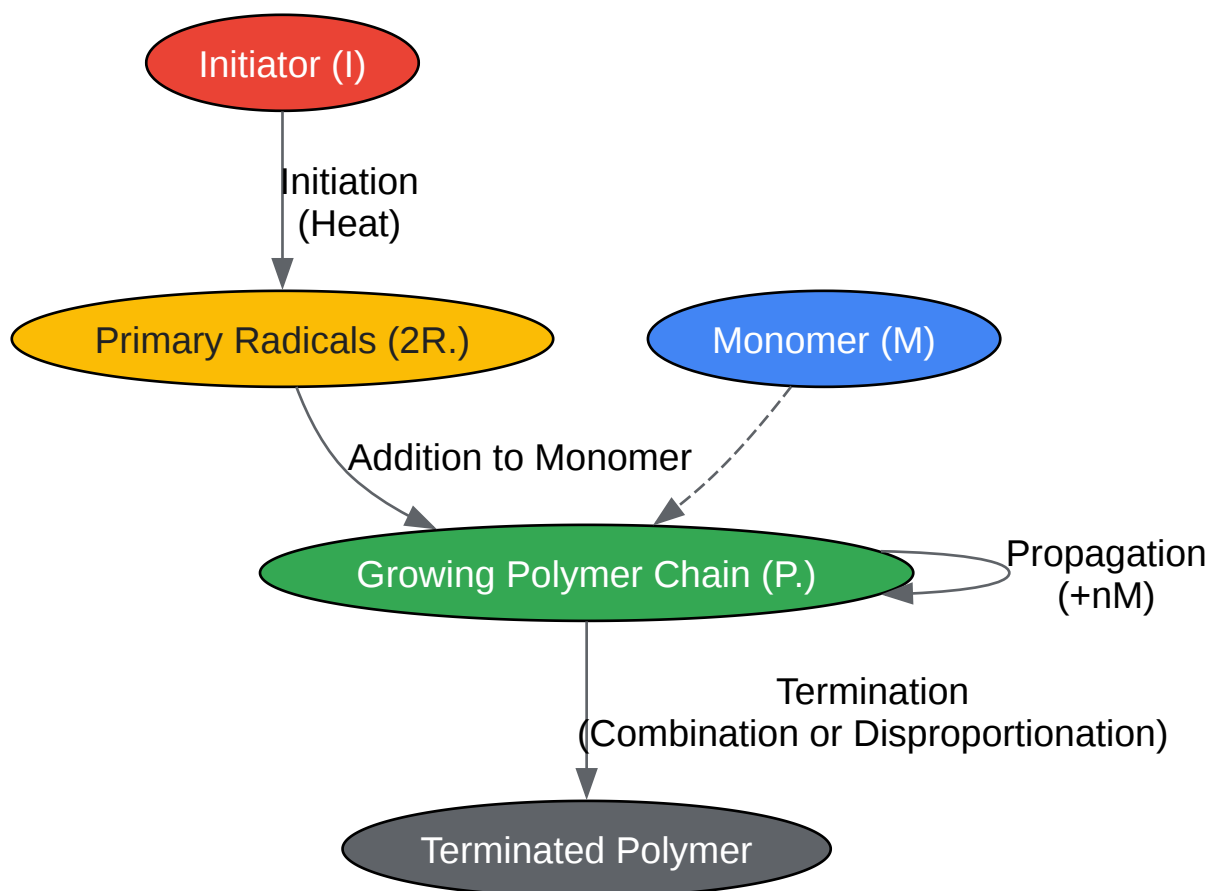 Initiator (I)
Initiation
(Heat)
Primary Radicals (2R.)
Monomer (M)
Addition to Monomer
Growing Polymer Chain (P.)
Propagation
(+nM)
Termination
(Combination or Disproportionation)
Terminated Polymer